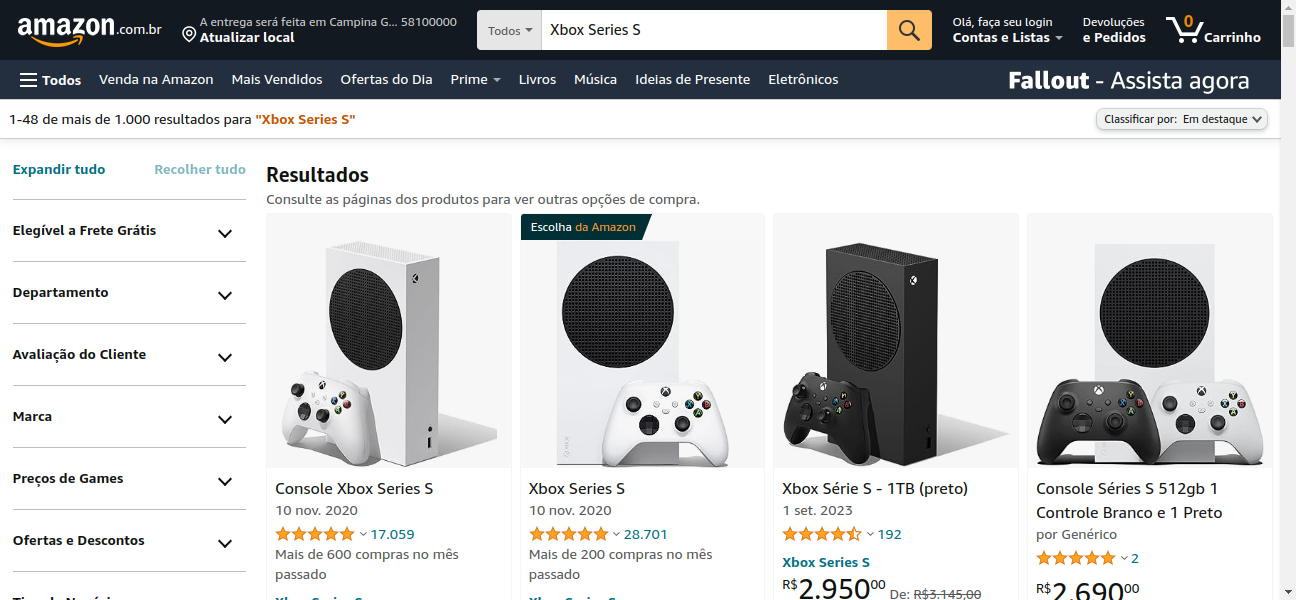 amazon.com.br
A entrega será feita em Campina G... 58100000
Atualizar local
Todos
Xbox Series S
Olá, faça seu login
Contas e Listas
Devoluções
e Pedidos
0
Carrinho
Todos
Venda na Amazon
Mais Vendidos
Ofertas do Dia
Prime
Livros
Música
Ideias de Presente
Eletrônicos
Fallout - Assista agora
1-48 de mais de 1.000 resultados para "Xbox Series S"
Classificar por: Em destaque
Expandir tudo
Recolher tudo
Elegível a Frete Grátis
Departamento
Avaliação do Cliente
Marca
Preços de Games
Ofertas e Descontos
Resultados
Consulte as páginas dos produtos para ver outras opções de compra.
Console Xbox Series S
10 nov. 2020
17.059
Mais de 600 compras no mês
passado
Xbox Series S
Escolha da Amazon
Xbox Series S
10 nov. 2020
28.701
Mais de 200 compras no mês
passado
Xbox Series S
Xbox Série S - 1TB (preto)
1 set. 2023
192
Xbox Series S
R$2.95000 De: R$3.145,00
Console Séries S 512gb 1
Controle Branco e 1 Preto
por Genérico
2
R$2.69000